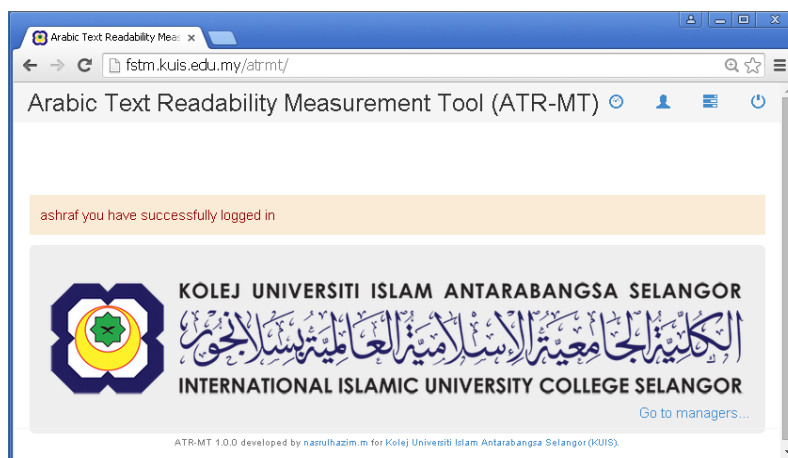 Arabic Text Readability Meas
fstm.kuis.edu.my/atrmt/
Arabic Text Readability Measurement Tool (ATR-MT)
ashraf you have successfully logged in
KOLEJ UNIVERSITI ISLAM ANTARABANGSA SELANGOR
الكلية الجامعية الإسلامية العالمية بسلانجور
INTERNATIONAL ISLAMIC UNIVERSITY COLLEGE SELANGOR
Go to managers...
ATR-MT 1.0.0 developed by nasrulhazim.m for Kolej Universiti Islam Antarabangsa Selangor (KUIS).